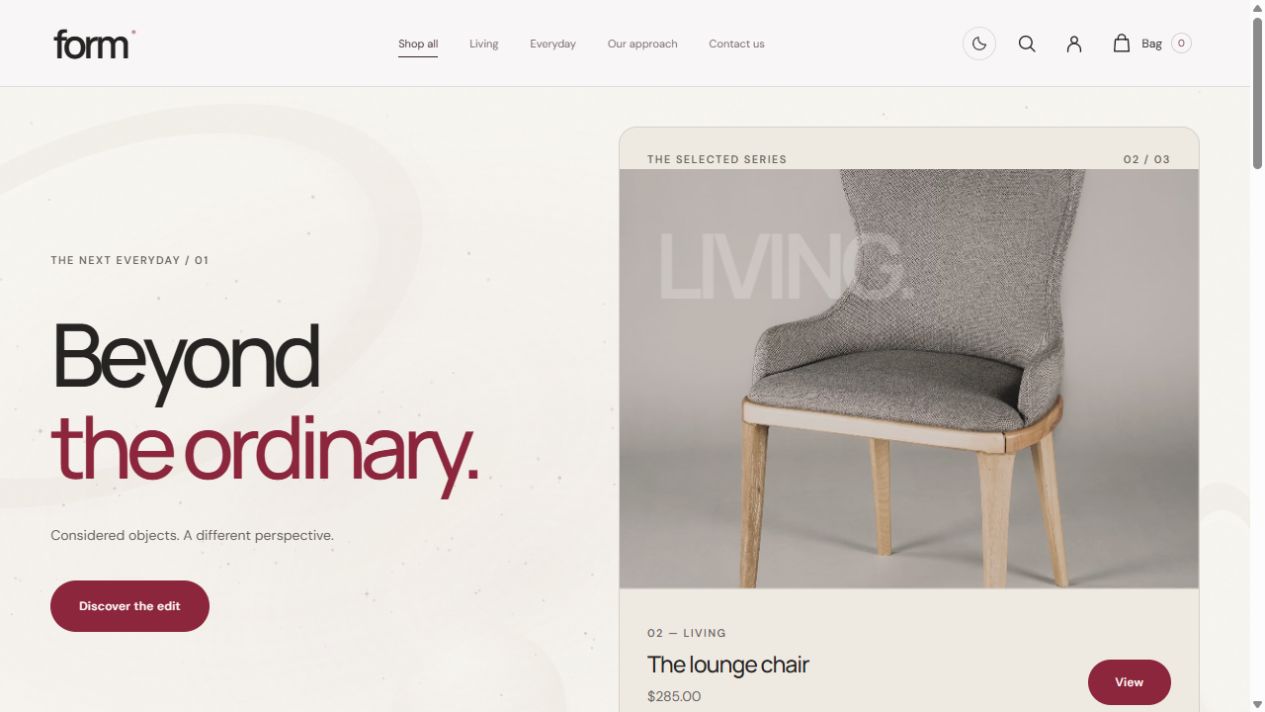 form
Shop all
Living
Everyday
Our approach
Contact us
Bag
0
THE NEXT EVERYDAY / 01
Beyond
the ordinary.
Considered objects. A different perspective.
Discover the edit
THE SELECTED SERIES
02 / 03
LIVING.
02 — LIVING
The lounge chair
$285.00
View